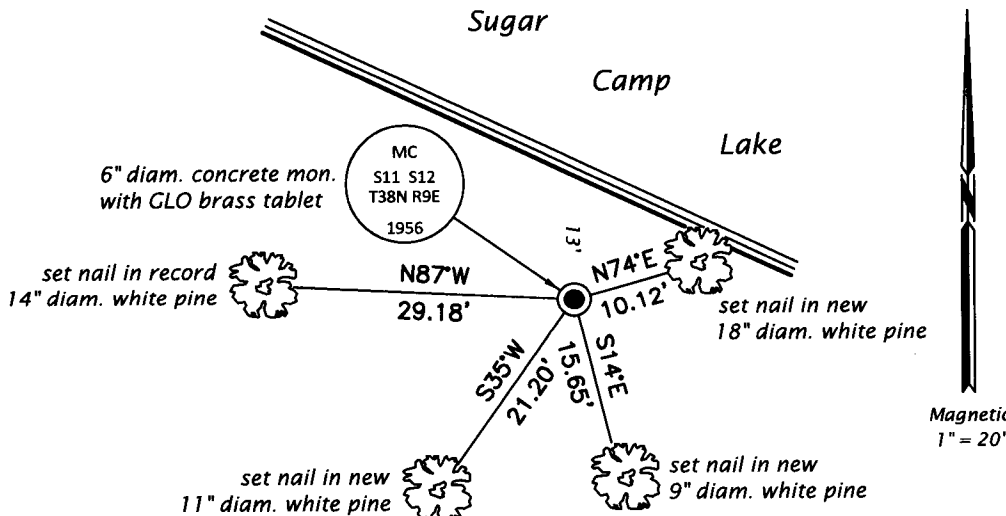 Sugar
Camp
Lake
6" diam. concrete mon.
with GLO brass tablet
MC
S11 S12
T38N R9E
1956
13'
set nail in record
14" diam. white pine
N87°W
29.18'
N74°E
10.12'
set nail in new
18" diam. white pine
S35°W
21.20'
S14°E
15.65'
set nail in new
11" diam. white pine
set nail in new
9" diam. white pine
N
Magnetic
1" = 20'